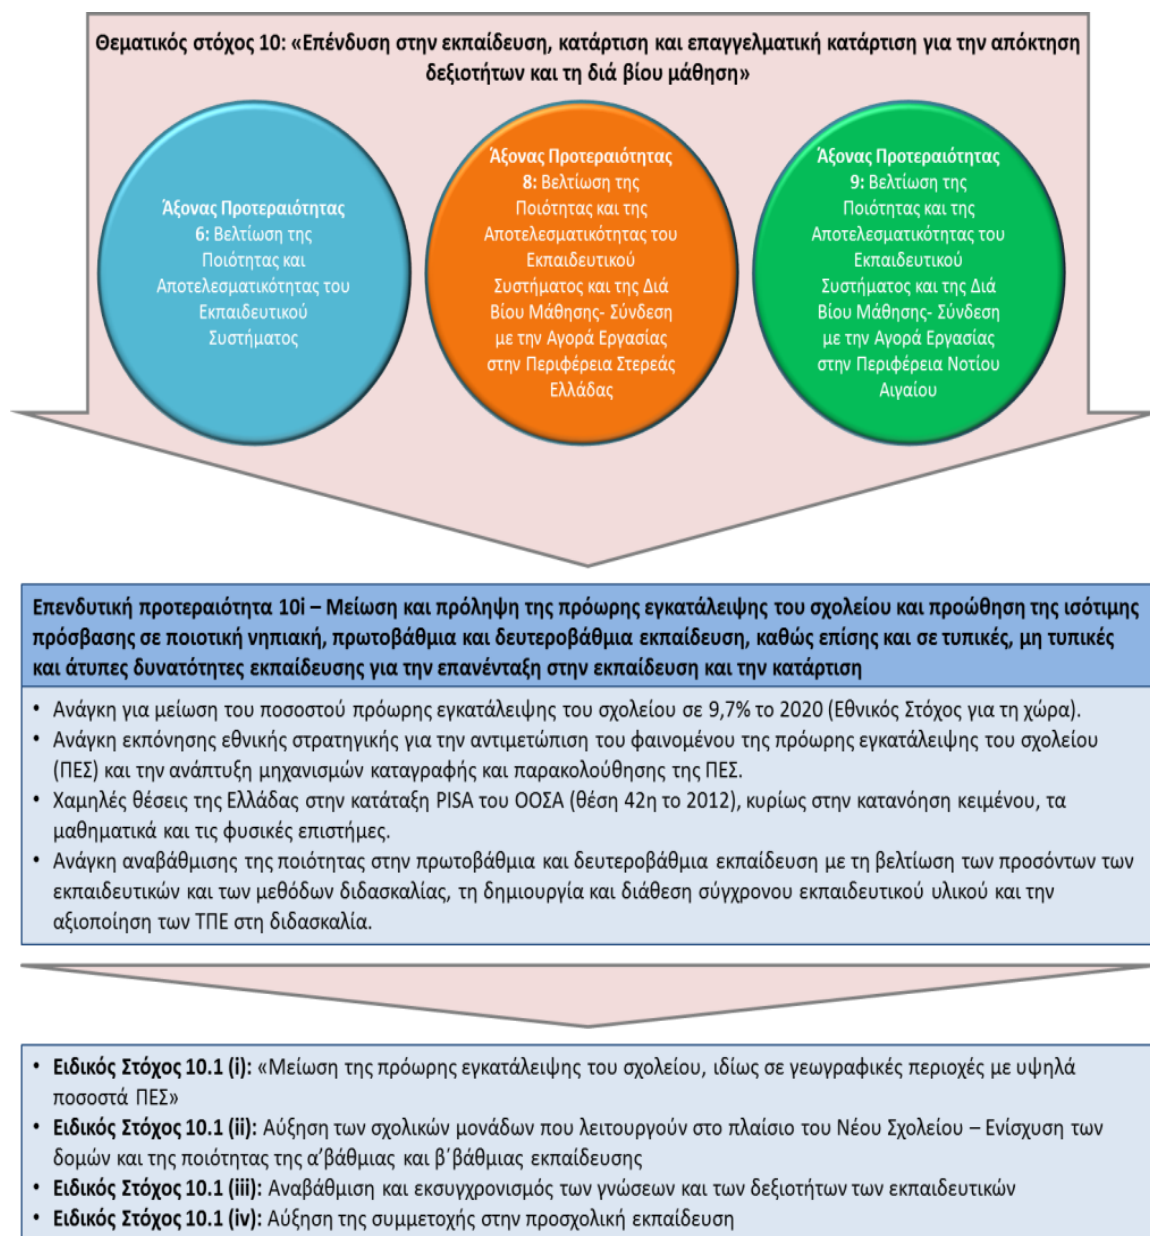 Θεματικός στόχος 10: «Επένδυση στην εκπαίδευση, κατάρτιση και επαγγελματική κατάρτιση για την απόκτηση
δεξιοτήτων και τη διά βίου μάθηση»
Άξονας Προτεραιότητας
6: Βελτίωση της
Ποιότητας και
Αποτελεσματικότητας του
Εκπαιδευτικού
Συστήματος
Άξονας Προτεραιότητας
8: Βελτίωση της
Ποιότητας και της
Αποτελεσματικότητας του
Εκπαιδευτικού
Συστήματος και της Διά
Βίου Μάθησης- Σύνδεση
με την Αγορά Εργασίας
στην Περιφέρεια Στερεάς
Ελλάδας
Άξονας Προτεραιότητας
9: Βελτίωση της
Ποιότητας και της
Αποτελεσματικότητας του
Εκπαιδευτικού
Συστήματος και της Διά
Βίου Μάθησης- Σύνδεση
με την Αγορά Εργασίας
στην Περιφέρεια Νοτίου
Αιγαίου
Επενδυτική προτεραιότητα 10i – Μείωση και πρόληψη της πρόωρης εγκατάλειψης του σχολείου και προώθηση της ισότιμης
πρόσβασης σε ποιοτική νηπιακή, πρωτοβάθμια και δευτεροβάθμια εκπαίδευση, καθώς επίσης και σε τυπικές, μη τυπικές
και άτυπες δυνατότητες εκπαίδευσης για την επανένταξη στην εκπαίδευση και την κατάρτιση
• Ανάγκη για μείωση του ποσοστού πρόωρης εγκατάλειψης του σχολείου σε 9,7% το 2020 (Εθνικός Στόχος για τη χώρα).
• Ανάγκη εκπόνησης εθνικής στρατηγικής για την αντιμετώπιση του φαινομένου της πρόωρης εγκατάλειψης του σχολείου
(ΠΕΣ) και την ανάπτυξη μηχανισμών καταγραφής και παρακολούθησης της ΠΕΣ.
• Χαμηλές θέσεις της Ελλάδας στην κατάταξη PISA του ΟΟΣΑ (θέση 42η το 2012), κυρίως στην κατανόηση κειμένου, τα
μαθηματικά και τις φυσικές επιστήμες.
• Ανάγκη αναβάθμισης της ποιότητας στην πρωτοβάθμια και δευτεροβάθμια εκπαίδευση με τη βελτίωση των προσόντων των
εκπαιδευτικών και των μεθόδων διδασκαλίας, τη δημιουργία και διάθεση σύγχρονου εκπαιδευτικού υλικού και την
αξιοποίηση των ΤΠΕ στη διδασκαλία.
• Ειδικός Στόχος 10.1 (i): «Μείωση της πρόωρης εγκατάλειψης του σχολείου, ιδίως σε γεωγραφικές περιοχές με υψηλά
ποσοστά ΠΕΣ»
• Ειδικός Στόχος 10.1 (ii): Αύξηση των σχολικών μονάδων που λειτουργούν στο πλαίσιο του Νέου Σχολείου – Ενίσχυση των
δομών και της ποιότητας της α’βάθμιας και β΄βάθμιας εκπαίδευσης
• Ειδικός Στόχος 10.1 (iii): Αναβάθμιση και εκσυγχρονισμός των γνώσεων και των δεξιοτήτων των εκπαιδευτικών
• Ειδικός Στόχος 10.1 (iv): Αύξηση της συμμετοχής στην προσχολική εκπαίδευση